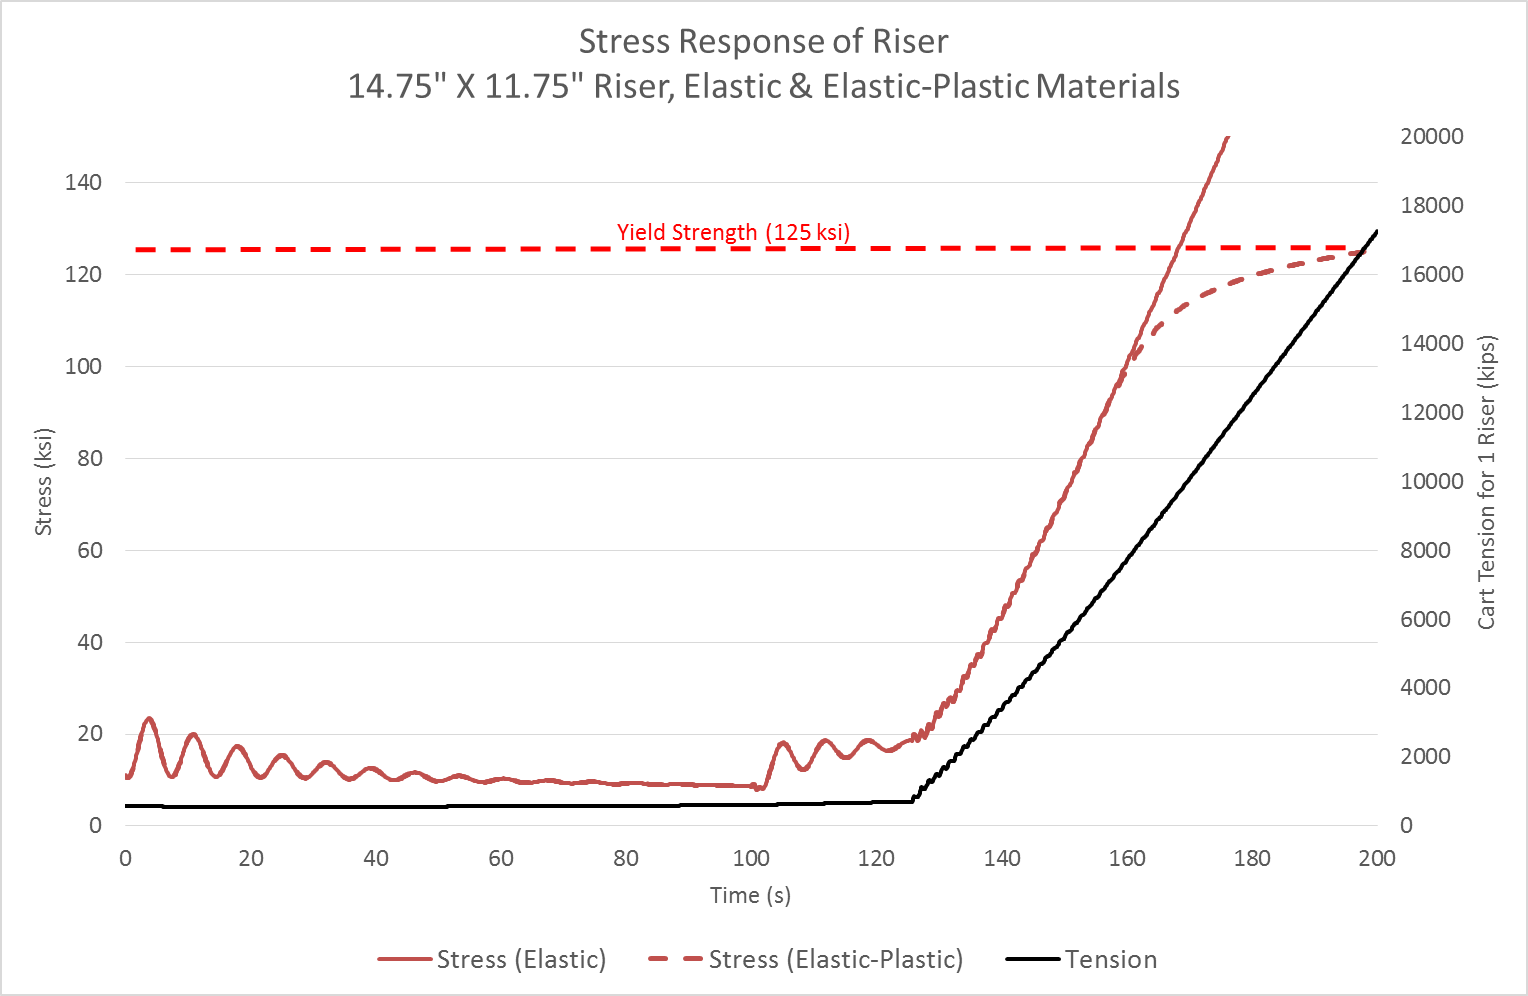 Stress Response of Riser
14.75" X 11.75" Riser, Elastic & Elastic-Plastic Materials
Stress (ksi)
140
120
100
80
60
40
20
0
Yield Strength (125 ksi)
20000
18000
16000
14000
12000
10000
8000
6000
4000
2000
0
Cart Tension for 1 Riser (kips)
0 20 40 60 80 100 120 140 160 180 200
Time (s)
Stress (Elastic) Stress (Elastic-Plastic) Tension